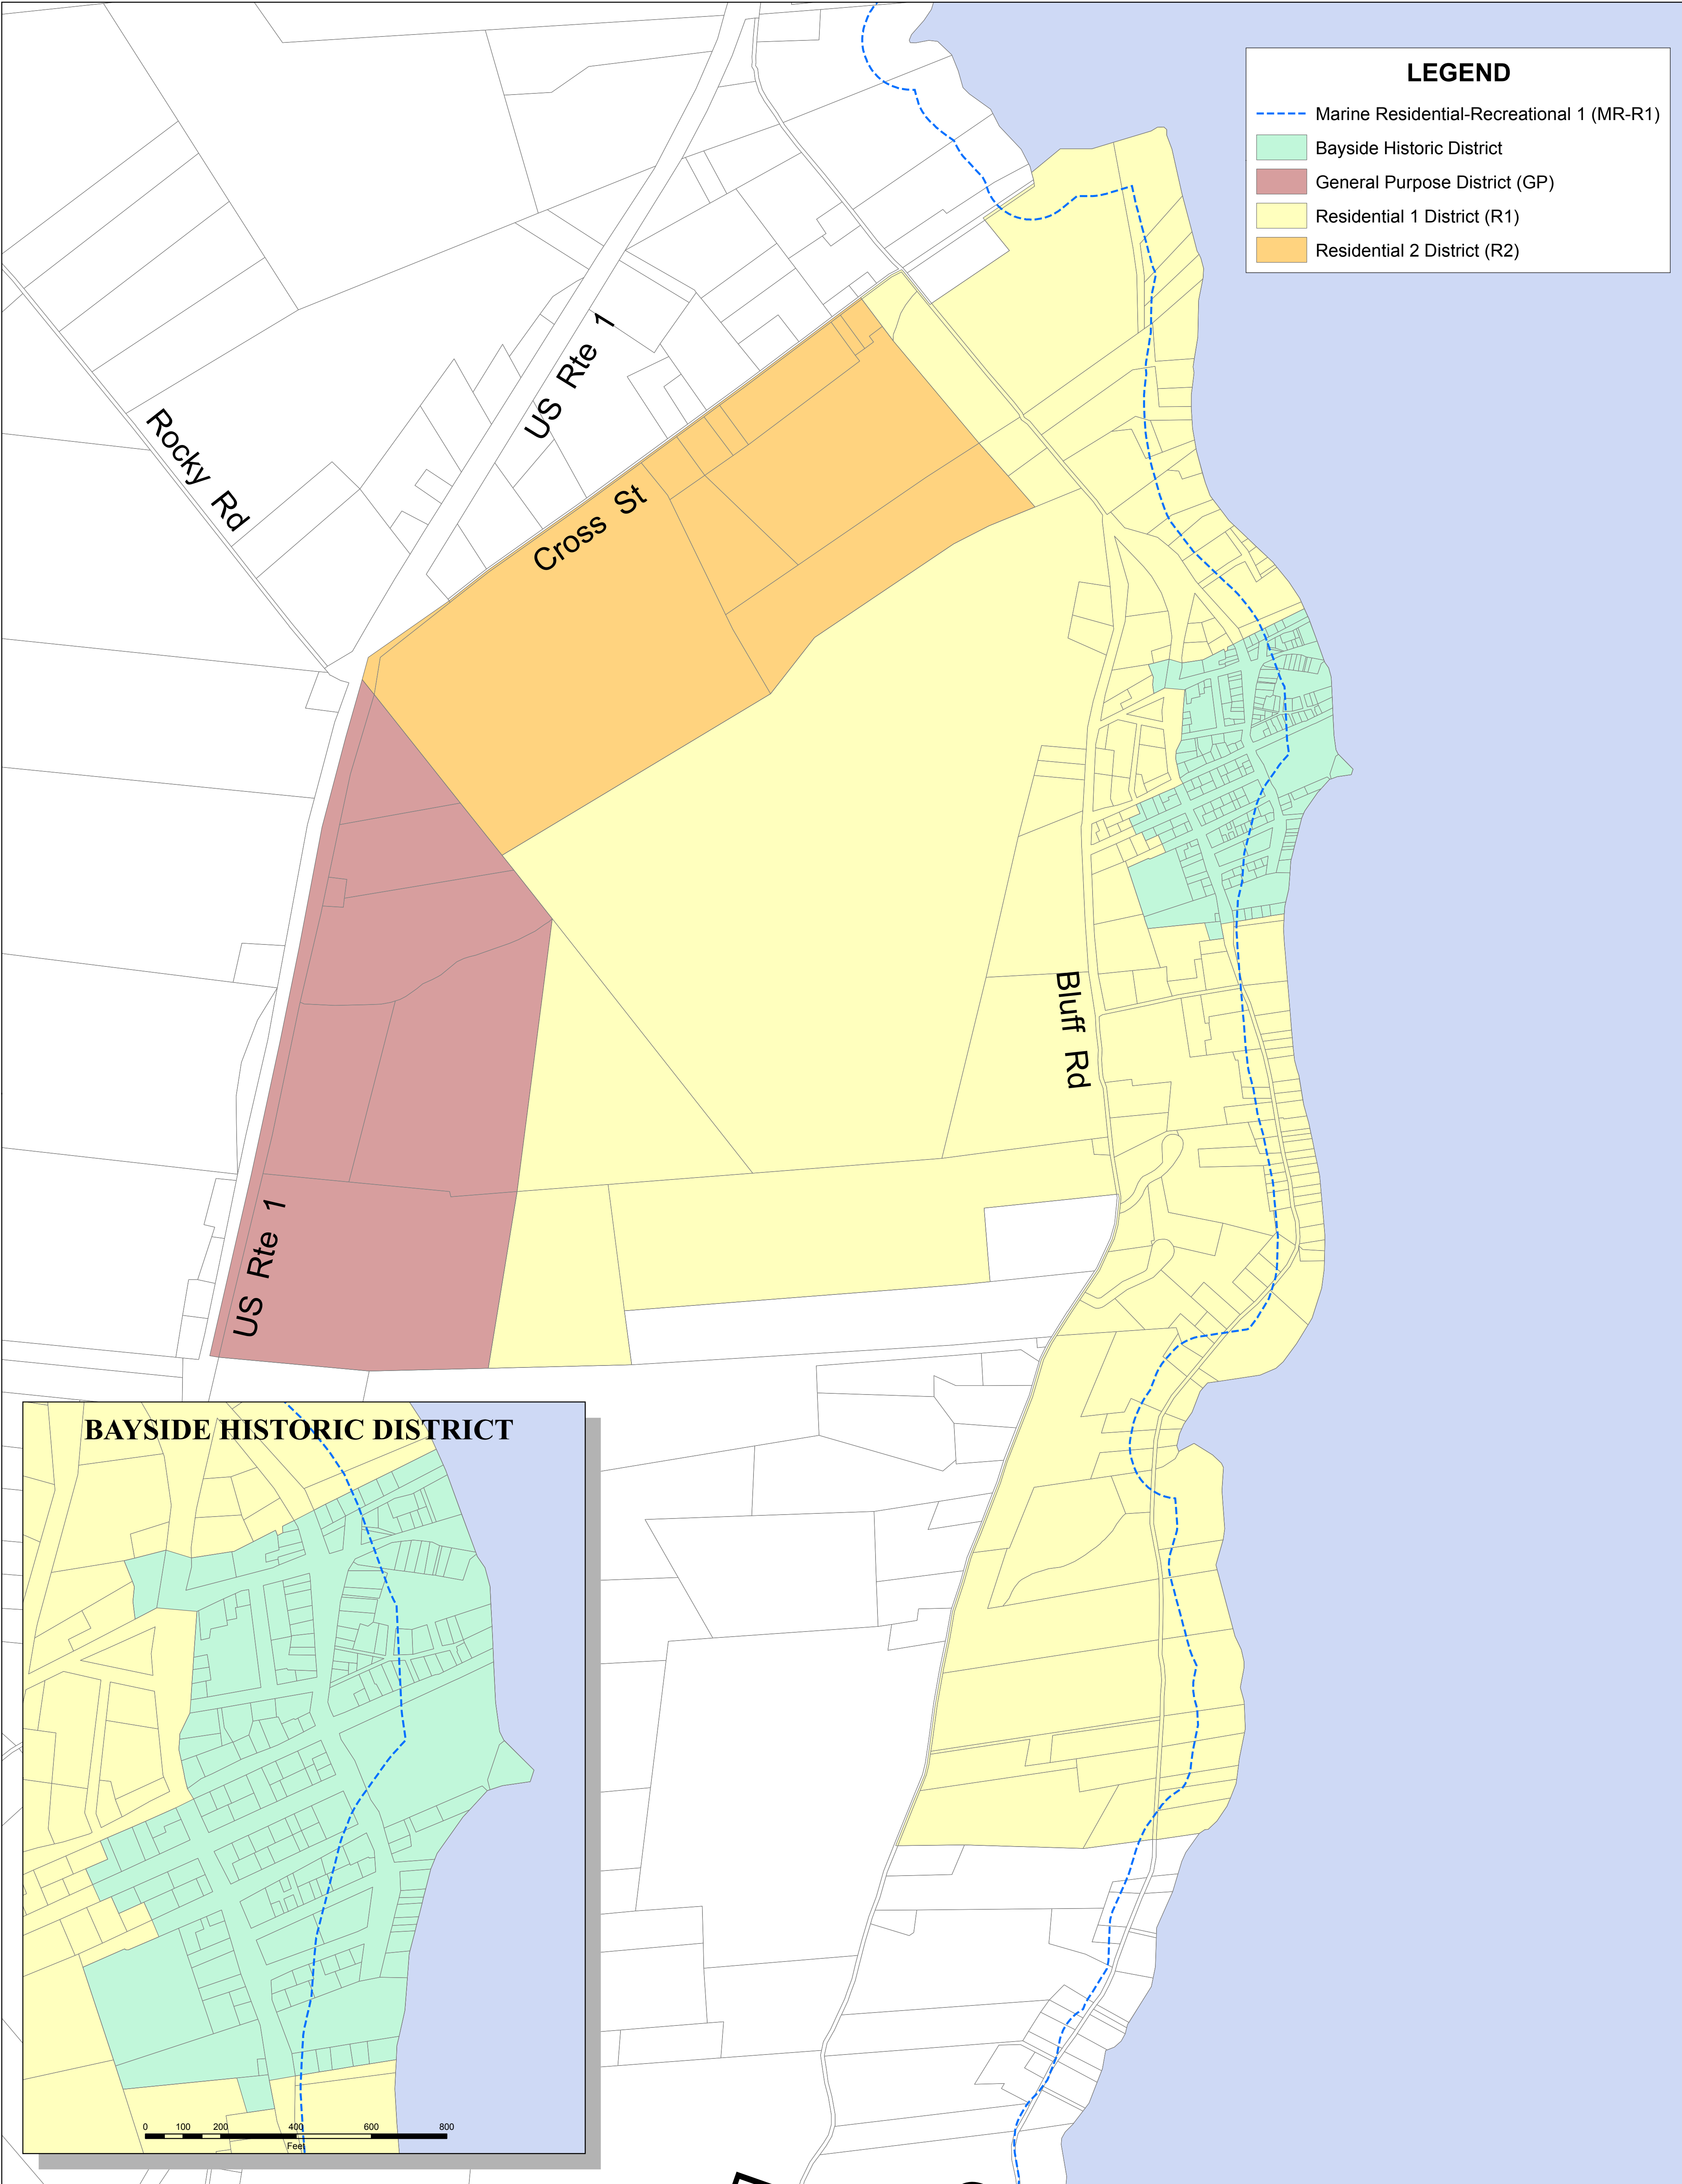 LEGEND
Marine Residential-Recreational 1 (MR-R1)
Bayside Historic District
General Purpose District (GP)
Residential 1 District (R1)
Residential 2 District (R2)
US Rte 1
Rocky Rd
Cross St
Bluff Rd
US Rte 1
BAYSIDE HISTORIC DISTRICT
0 100 200 400 600 800
Feet